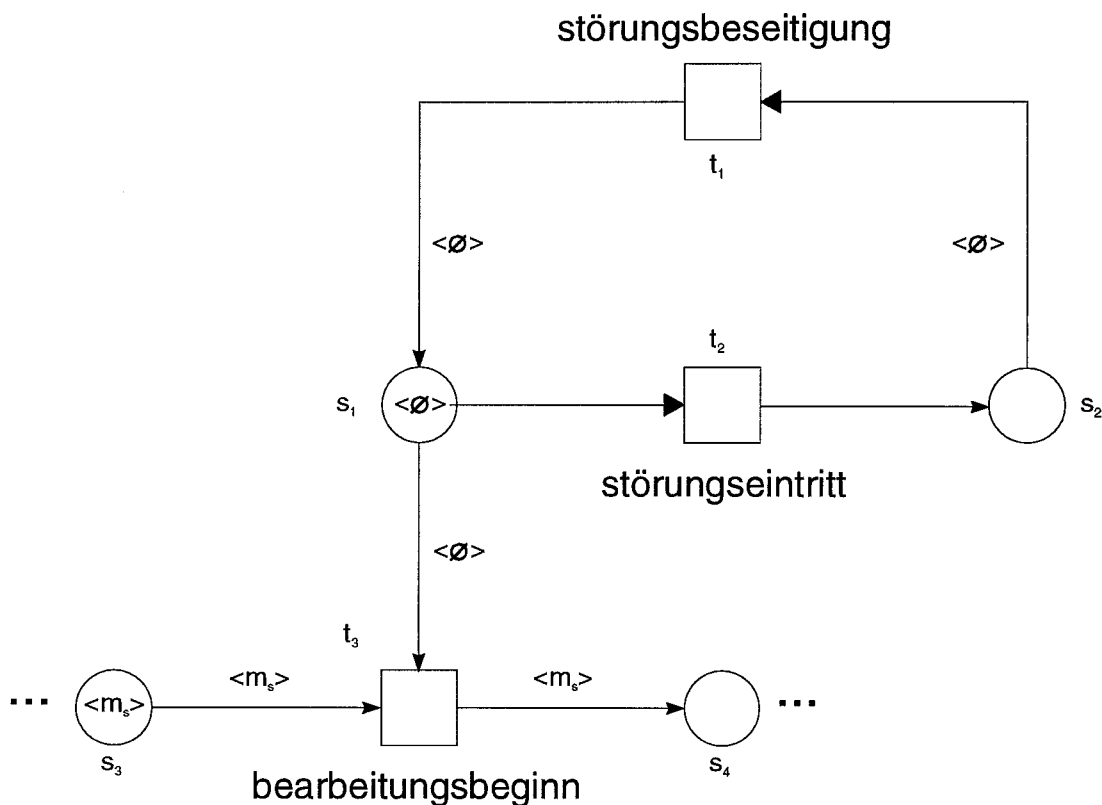 störungsbeseitigung
t₁
<Ø> <Ø>
t₂
s₁ <Ø> s₂
störungseintritt
<Ø>
t₃
... <mₛ> <mₛ> <mₛ> ...
s₃ s₄
bearbeitungsbeginn